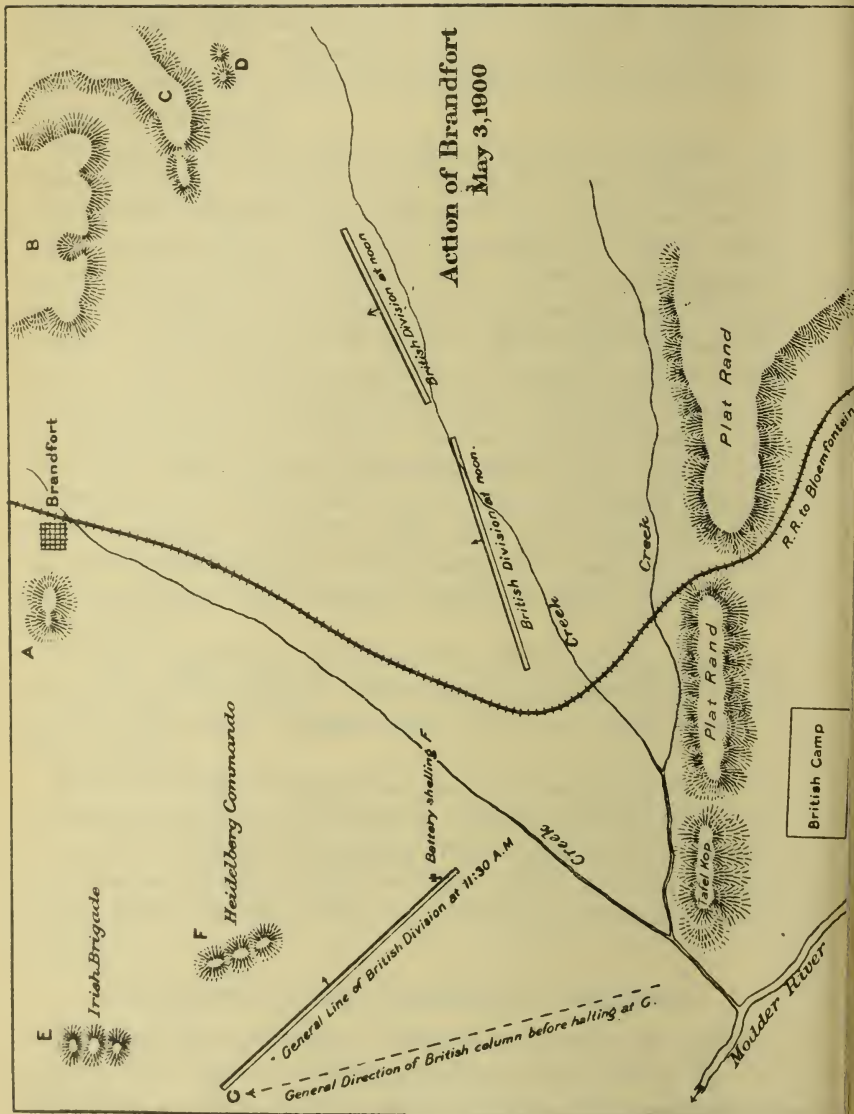 Action of Brandfort
May 3, 1900
A
B
C
D
E
F
G
Brandfort
Irish Brigade
Heidelberg Commando
Battery shelling F
General Line of British Division at 11:30 A.M
General Direction of British column before halting at G.
British Division at noon
British Division at noon.
Creek
Creek
Creek
Plat Rand
Plat Rand
Tafel Kop
R.R. to Bloemfontein
British Camp
Modder River